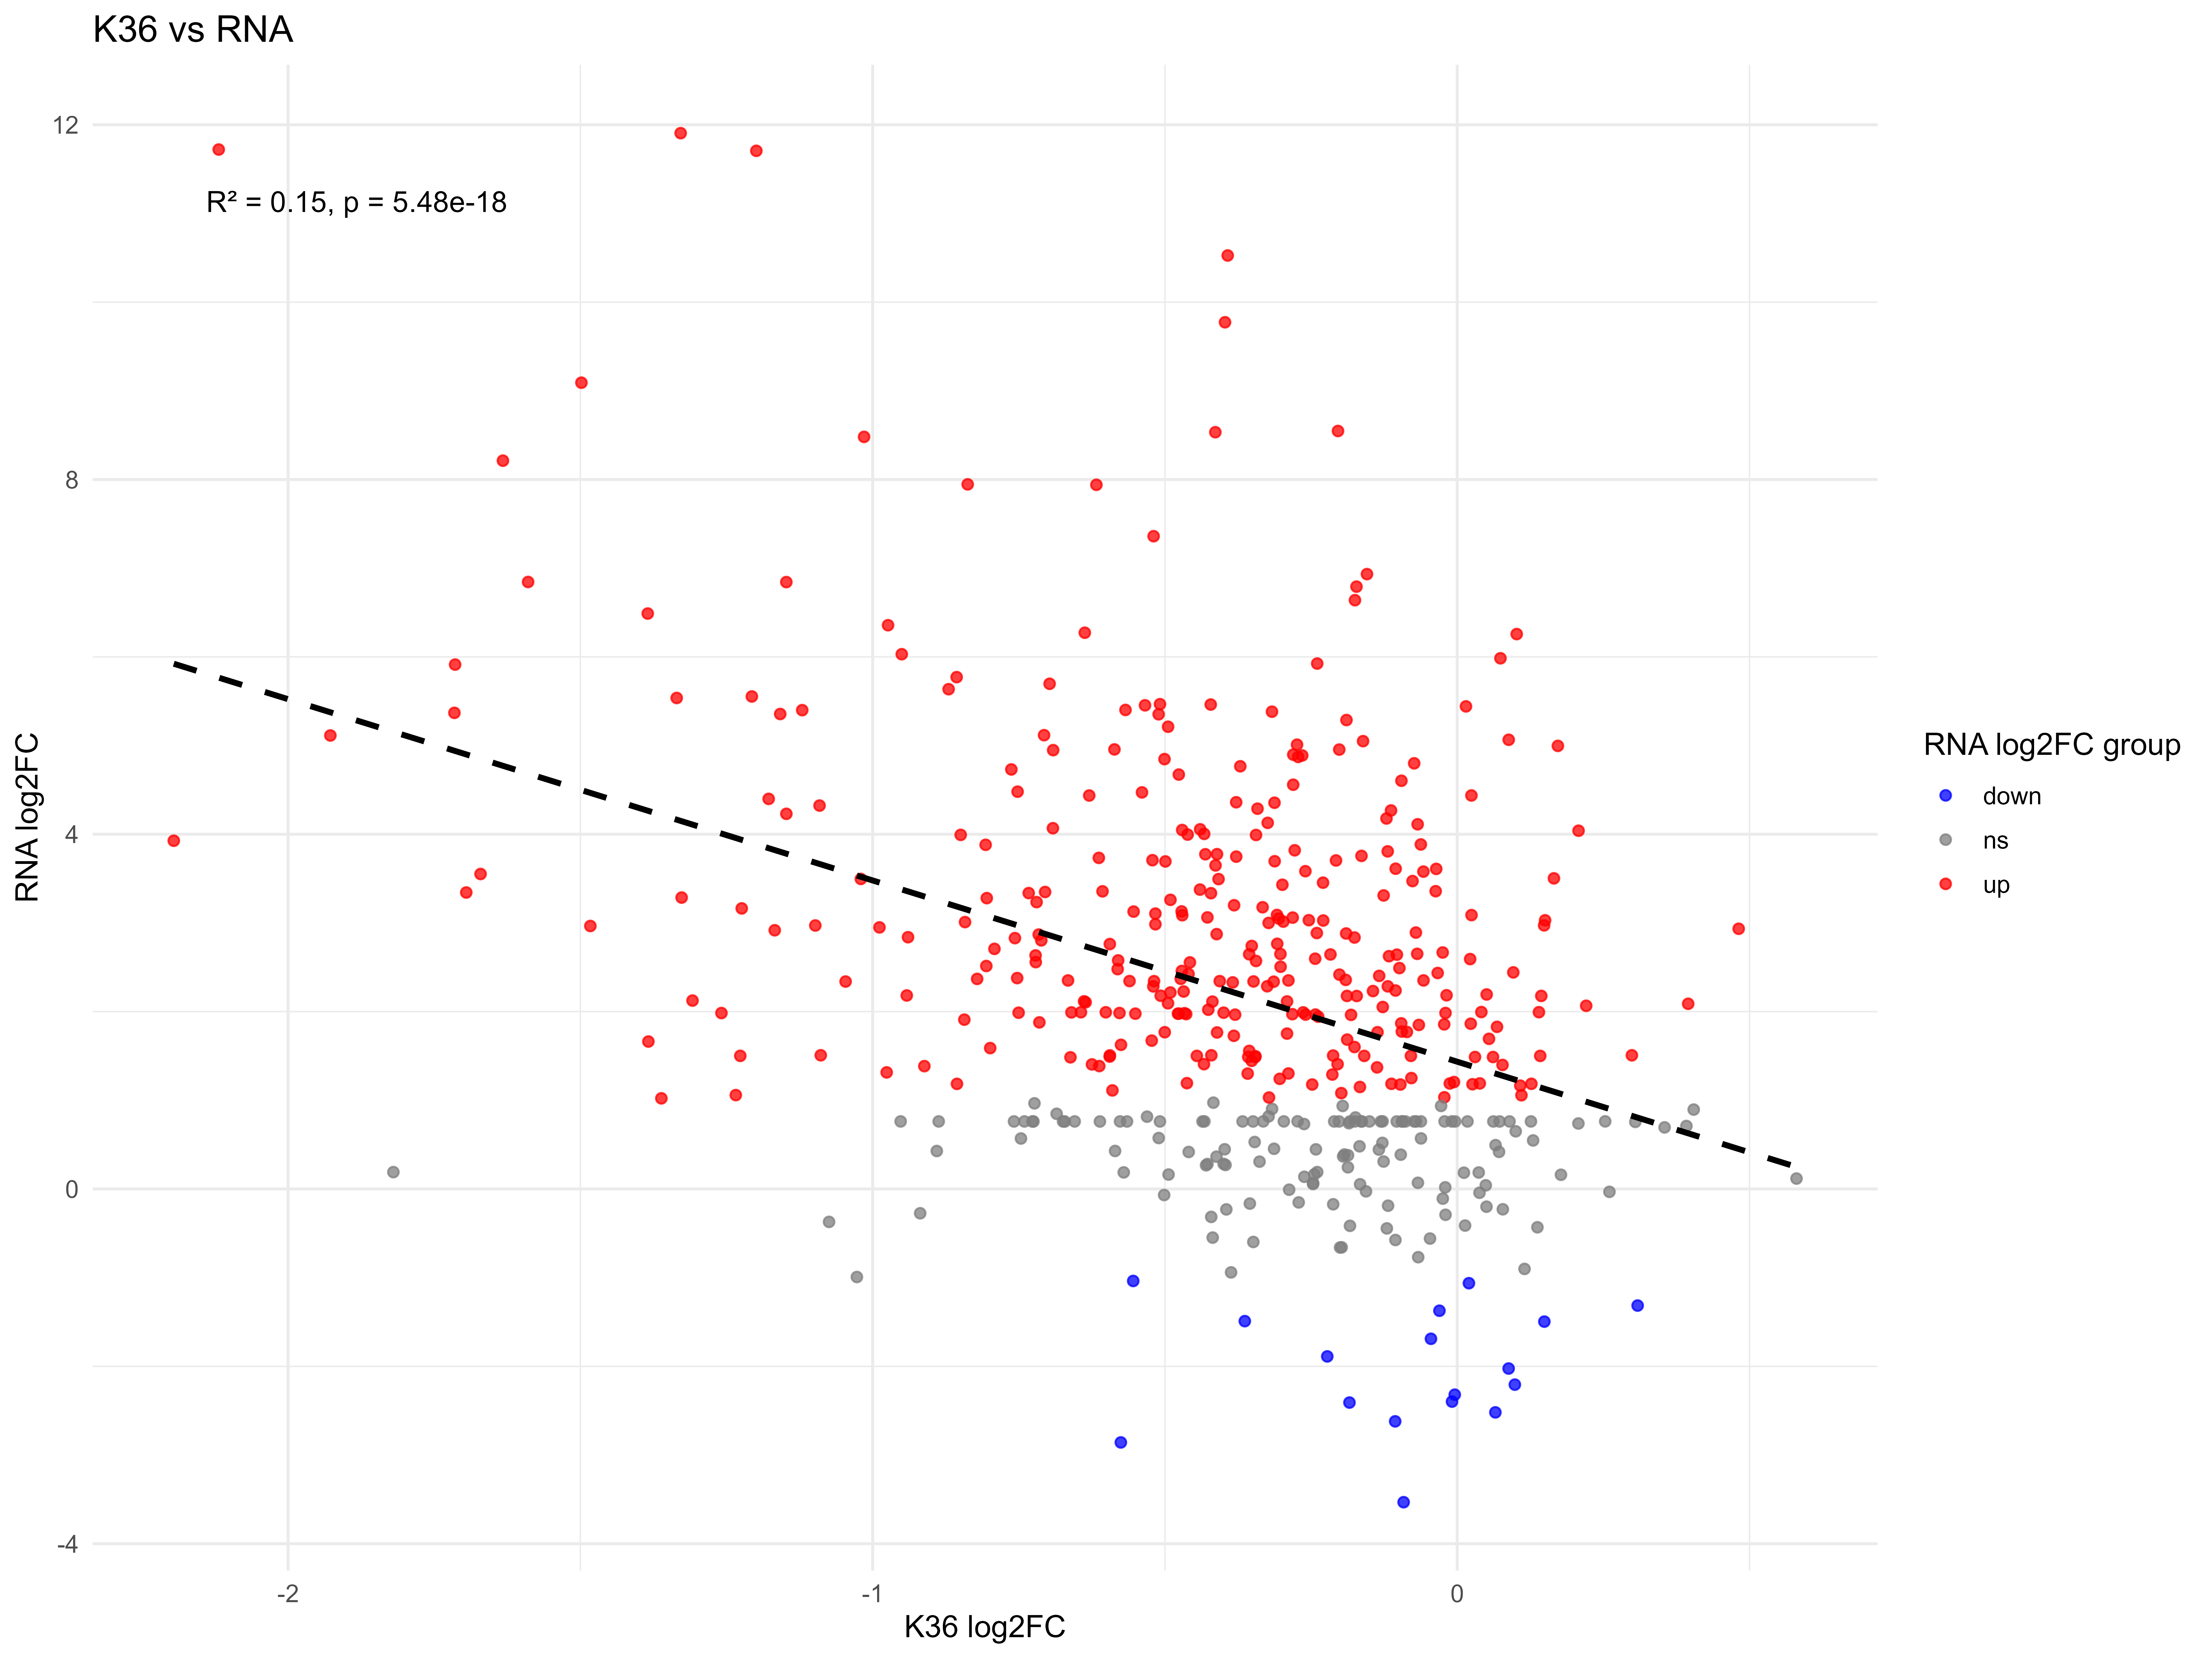 K36 vs RNA
12
R² = 0.15, p = 5.48e-18
8
RNA log2FC
4
0
-4
-2
-1
0
K36 log2FC
RNA log2FC group
down
ns
up